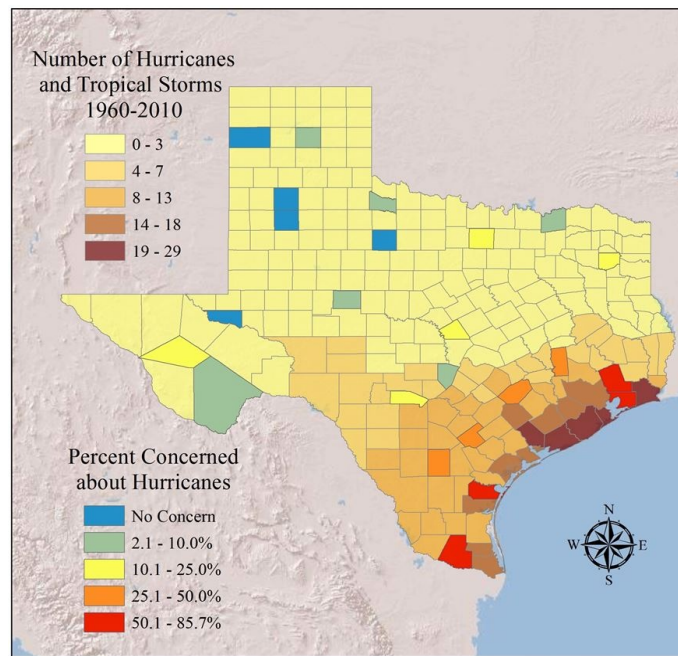 Number of Hurricanes
and Tropical Storms
1960-2010
0 - 3
4 - 7
8 - 13
14 - 18
19 - 29
Percent Concerned
about Hurricanes
No Concern
2.1 - 10.0%
10.1 - 25.0%
25.1 - 50.0%
50.1 - 85.7%
N
W E
S